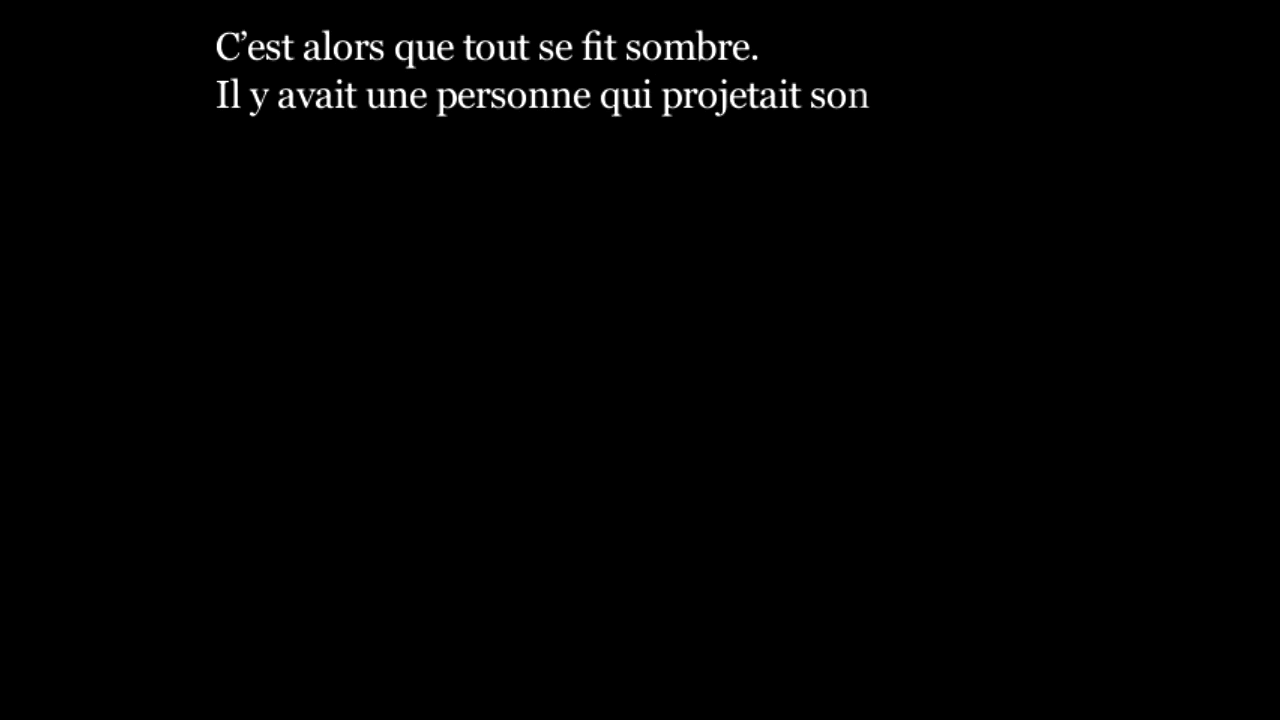 C’est alors que tout se fit sombre.
Il y avait une personne qui projetait son